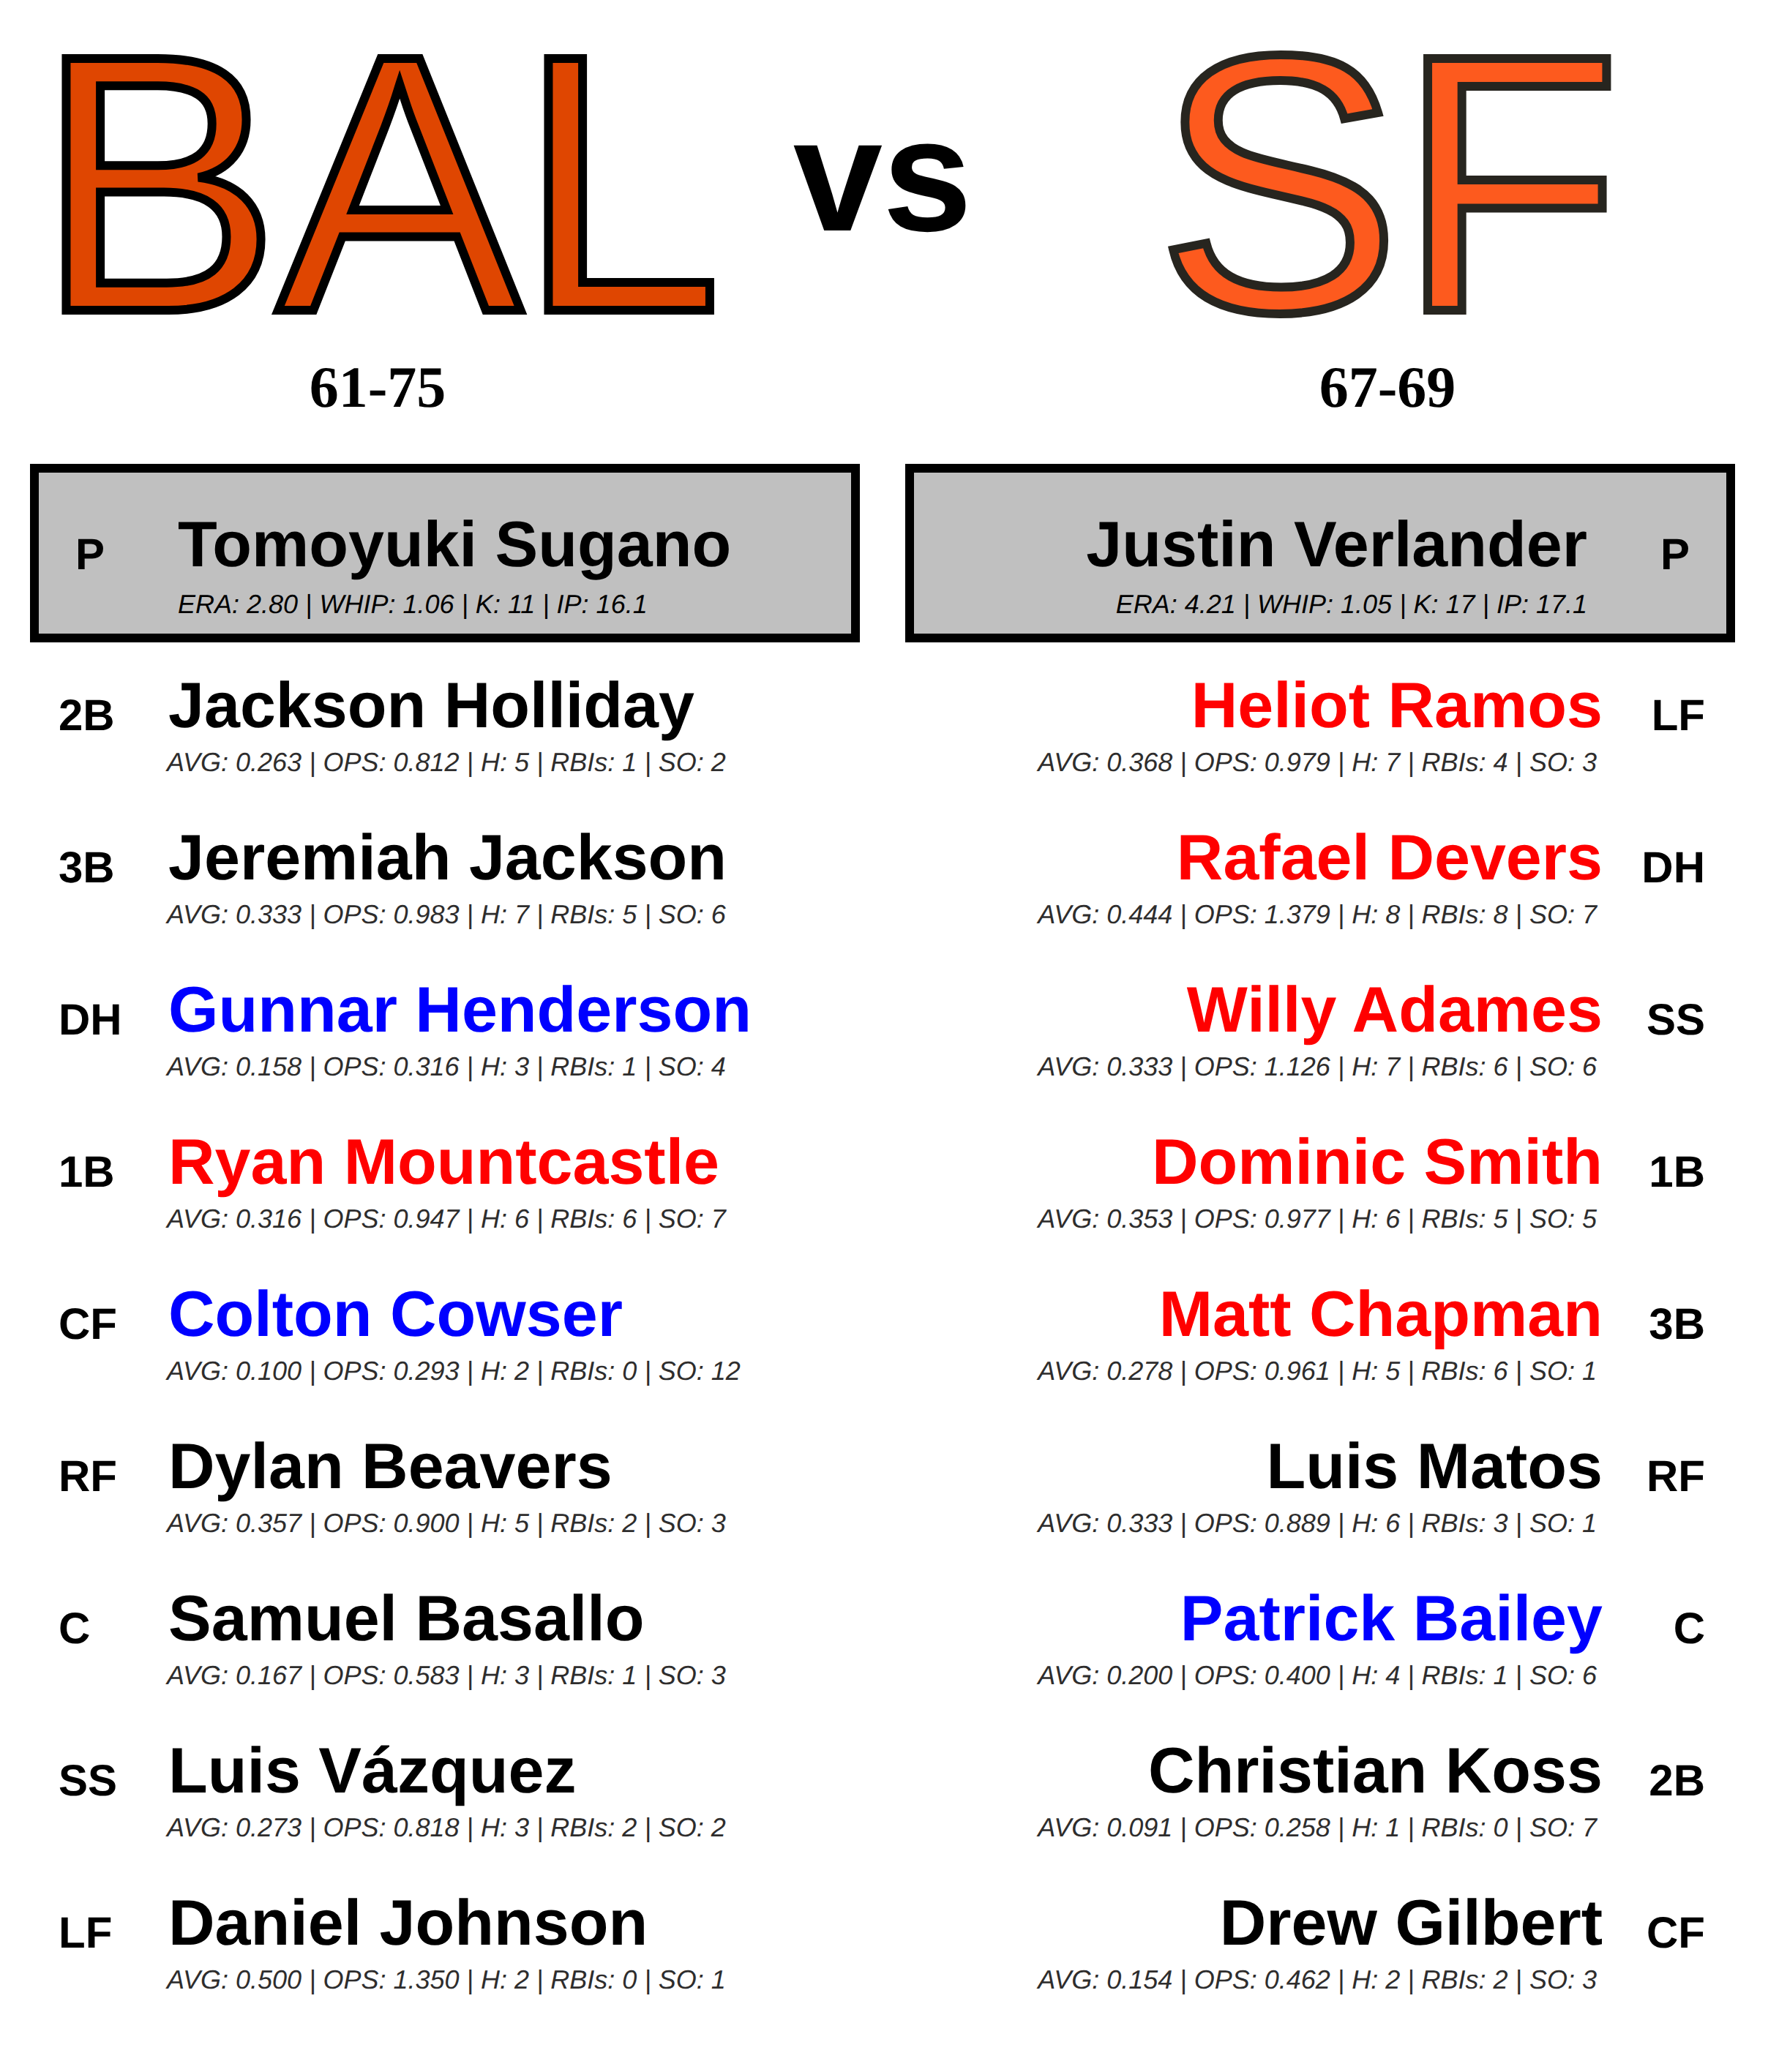 BAL vs SF
61-75 67-69
P Tomoyuki Sugano
ERA: 2.80 | WHIP: 1.06 | K: 11 | IP: 16.1
Justin Verlander P
ERA: 4.21 | WHIP: 1.05 | K: 17 | IP: 17.1
2B Jackson Holliday
AVG: 0.263 | OPS: 0.812 | H: 5 | RBIs: 1 | SO: 2
3B Jeremiah Jackson
AVG: 0.333 | OPS: 0.983 | H: 7 | RBIs: 5 | SO: 6
DH Gunnar Henderson
AVG: 0.158 | OPS: 0.316 | H: 3 | RBIs: 1 | SO: 4
1B Ryan Mountcastle
AVG: 0.316 | OPS: 0.947 | H: 6 | RBIs: 6 | SO: 7
CF Colton Cowser
AVG: 0.100 | OPS: 0.293 | H: 2 | RBIs: 0 | SO: 12
RF Dylan Beavers
AVG: 0.357 | OPS: 0.900 | H: 5 | RBIs: 2 | SO: 3
C Samuel Basallo
AVG: 0.167 | OPS: 0.583 | H: 3 | RBIs: 1 | SO: 3
SS Luis Vázquez
AVG: 0.273 | OPS: 0.818 | H: 3 | RBIs: 2 | SO: 2
LF Daniel Johnson
AVG: 0.500 | OPS: 1.350 | H: 2 | RBIs: 0 | SO: 1
Heliot Ramos LF
AVG: 0.368 | OPS: 0.979 | H: 7 | RBIs: 4 | SO: 3
Rafael Devers DH
AVG: 0.444 | OPS: 1.379 | H: 8 | RBIs: 8 | SO: 7
Willy Adames SS
AVG: 0.333 | OPS: 1.126 | H: 7 | RBIs: 6 | SO: 6
Dominic Smith 1B
AVG: 0.353 | OPS: 0.977 | H: 6 | RBIs: 5 | SO: 5
Matt Chapman 3B
AVG: 0.278 | OPS: 0.961 | H: 5 | RBIs: 6 | SO: 1
Luis Matos RF
AVG: 0.333 | OPS: 0.889 | H: 6 | RBIs: 3 | SO: 1
Patrick Bailey C
AVG: 0.200 | OPS: 0.400 | H: 4 | RBIs: 1 | SO: 6
Christian Koss 2B
AVG: 0.091 | OPS: 0.258 | H: 1 | RBIs: 0 | SO: 7
Drew Gilbert CF
AVG: 0.154 | OPS: 0.462 | H: 2 | RBIs: 2 | SO: 3